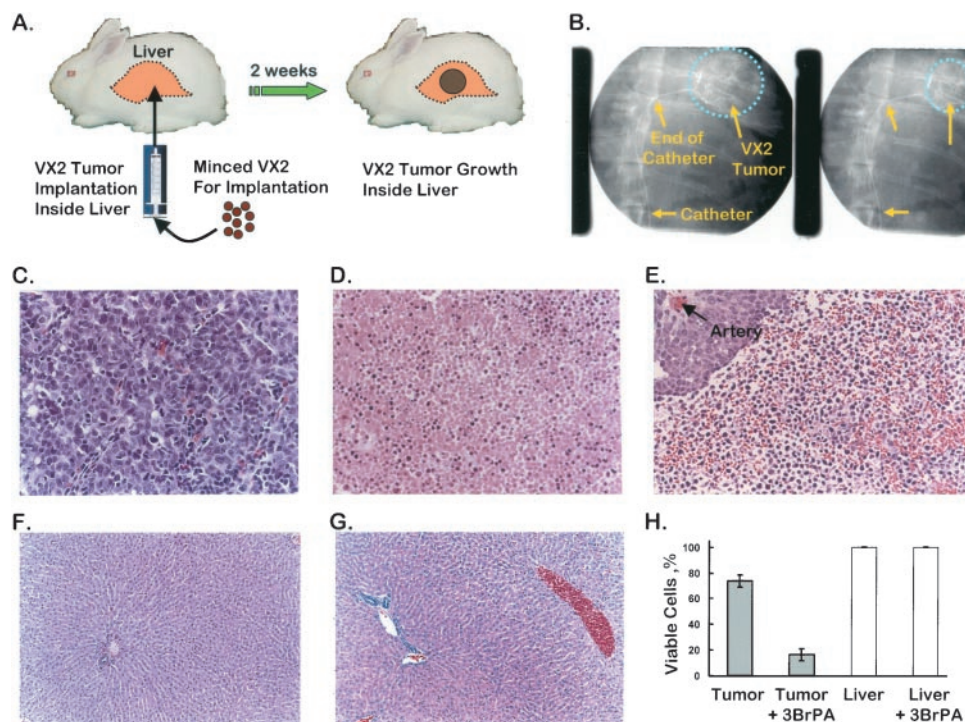 A.
Liver
2 weeks
VX2 Tumor
Implantation
Inside Liver
Minced VX2
For Implantation
VX2 Tumor Growth
Inside Liver
B.
End of
Catheter
VX2
Tumor
Catheter
C.
D.
E.
Artery
F.
G.
H.
Viable Cells ,%
100
80
60
40
20
0
Tumor
Tumor
+ 3BrPA
Liver
Liver
+ 3BrPA